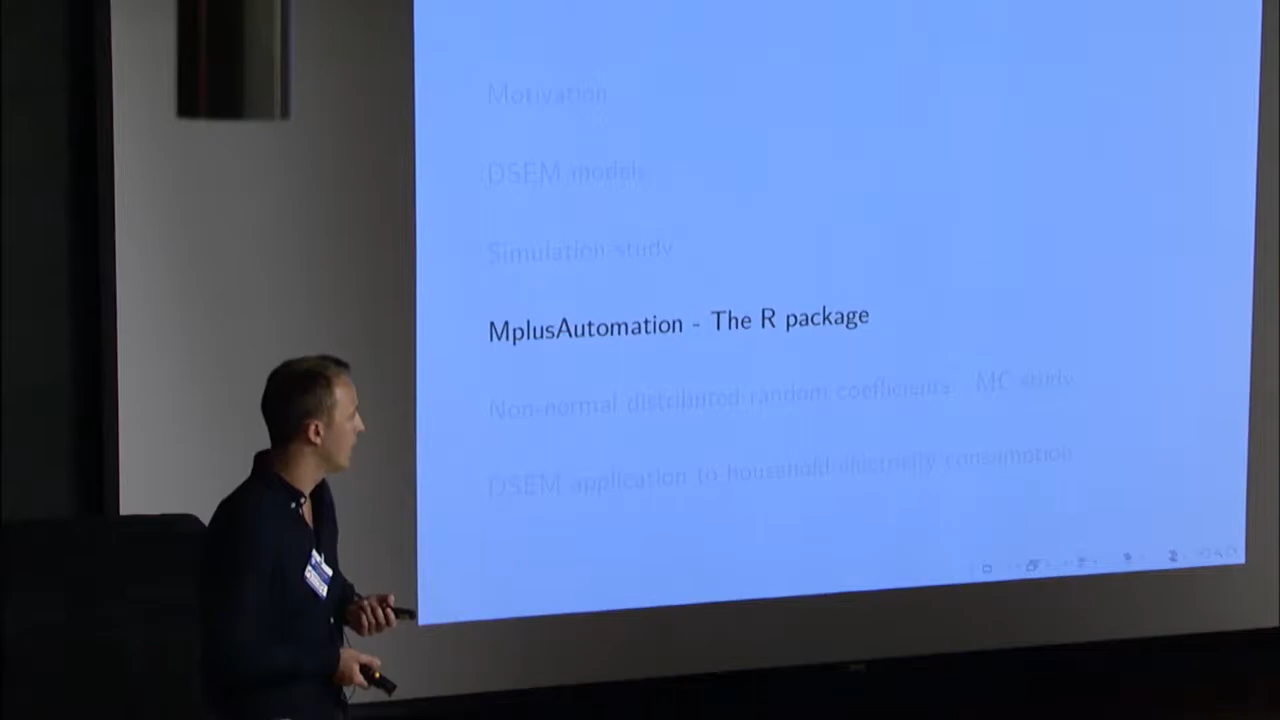 Motivation
DSEM models
Simulation study
MplusAutomation - The R package
Non-normal distributed random coefficients - MC study
DSEM application to household electricity consumption